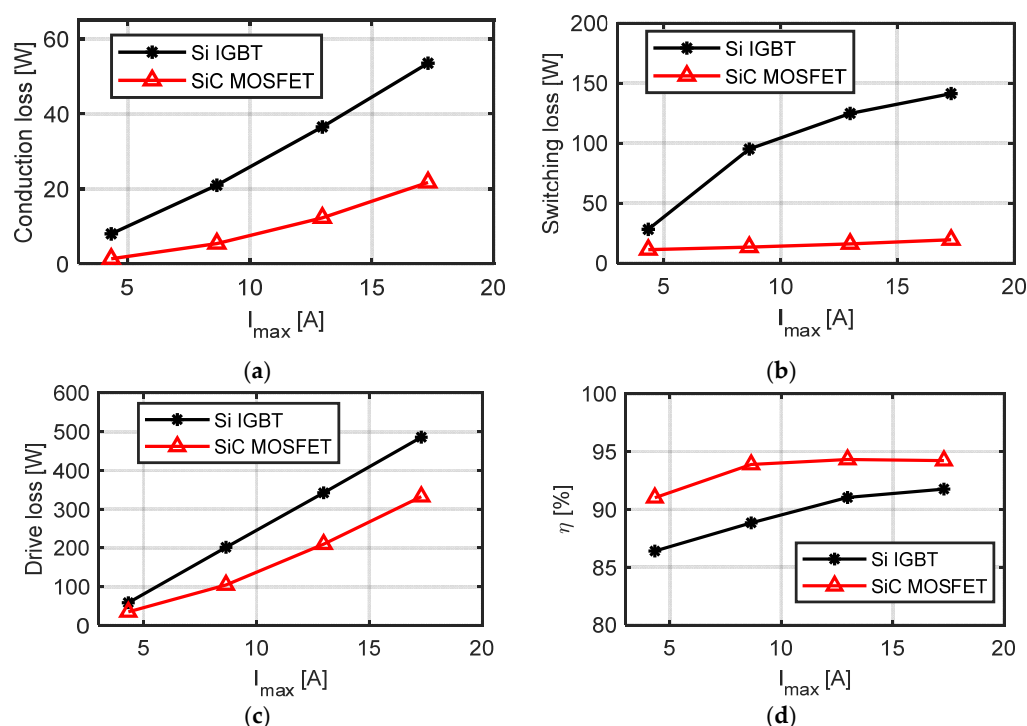 60
40
20
0
Conduction loss [W]
Si IGBT
SiC MOSFET
5
10
15
20
I_max [A]
(a)
200
150
100
50
0
Switching loss [W]
Si IGBT
SiC MOSFET
5
10
15
20
I_max [A]
(b)
600
500
400
300
200
100
0
Drive loss [W]
Si IGBT
SiC MOSFET
5
10
15
20
I_max [A]
(c)
100
95
90
85
80
η [%]
Si IGBT
SiC MOSFET
5
10
15
20
I_max [A]
(d)